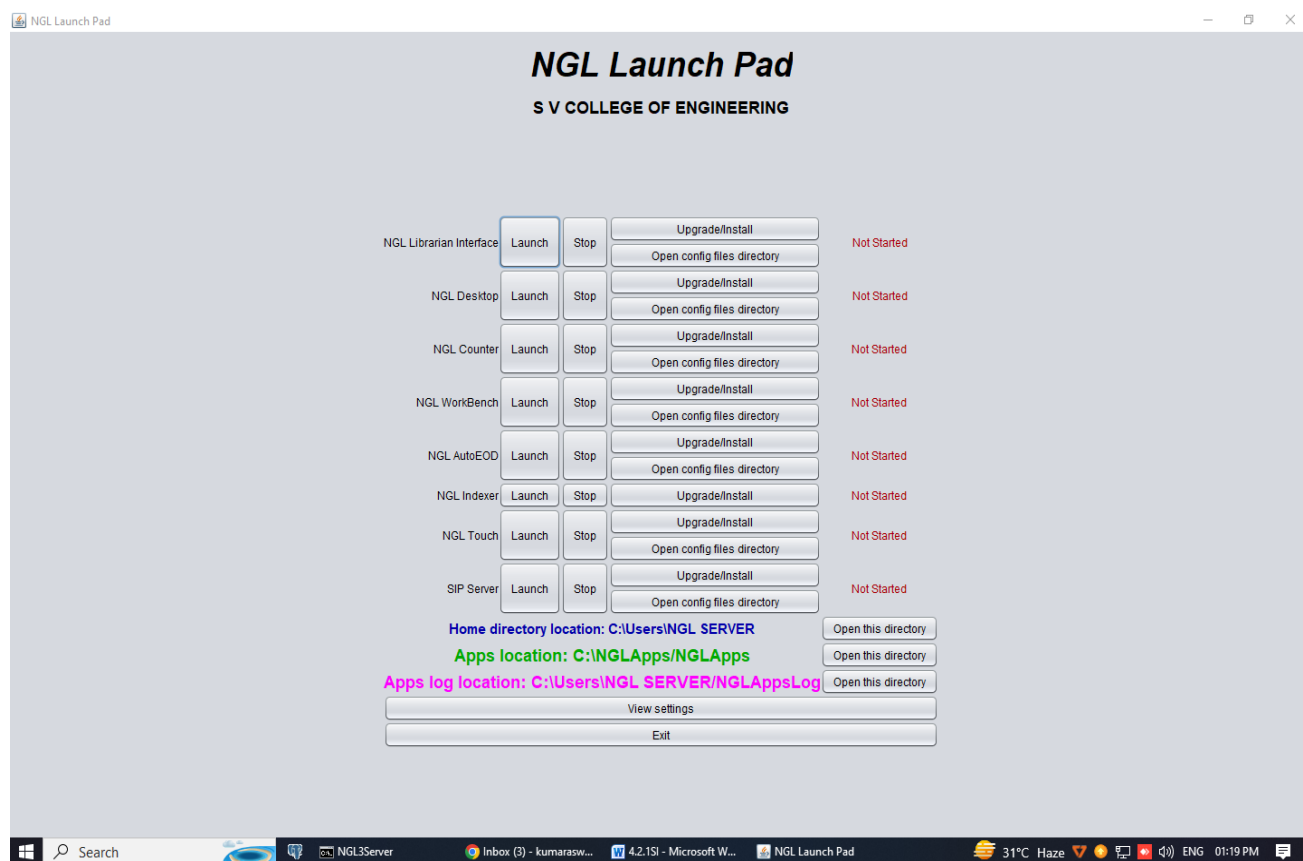 NGL Launch Pad
NGL Launch Pad
S V COLLEGE OF ENGINEERING
NGL Librarian Interface Launch Stop Upgrade/Install Not Started
Open config files directory
NGL Desktop Launch Stop Upgrade/Install Not Started
Open config files directory
NGL Counter Launch Stop Upgrade/Install Not Started
Open config files directory
NGL WorkBench Launch Stop Upgrade/Install Not Started
Open config files directory
NGL AutoEOD Launch Stop Upgrade/Install Not Started
Open config files directory
NGL Indexer Launch Stop Upgrade/Install Not Started
NGL Touch Launch Stop Upgrade/Install Not Started
Open config files directory
SIP Server Launch Stop Upgrade/Install Not Started
Open config files directory
Home directory location: C:\Users\NGL SERVER Open this directory
Apps location: C:\NGLApps/NGLApps Open this directory
Apps log location: C:\Users\NGL SERVER/NGLAppsLog Open this directory
View settings
Exit
Search NGL3Server Inbox (3) - kumarasw... 4.2.1SI - Microsoft W... NGL Launch Pad 31°C Haze ENG 01:19 PM